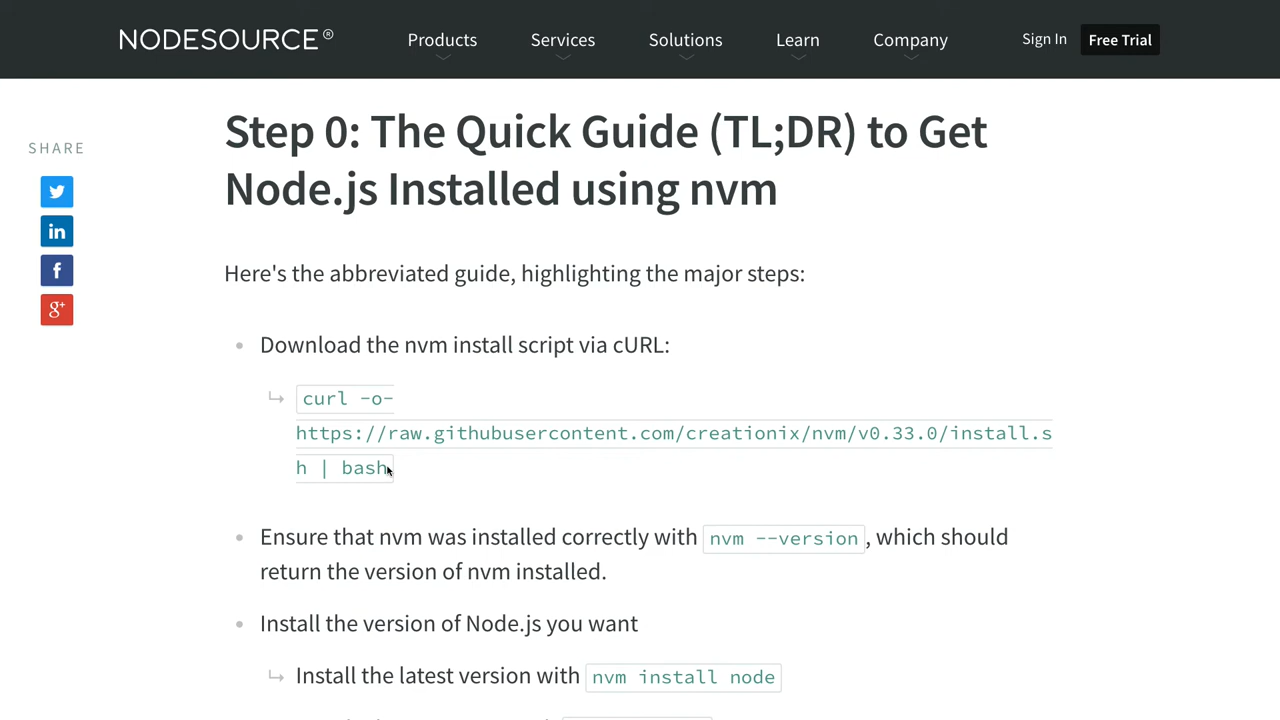 NODESOURCE®
Products
Services
Solutions
Learn
Company
Sign In
Free Trial
SHARE
Step 0: The Quick Guide (TL;DR) to Get
Node.js Installed using nvm
Here's the abbreviated guide, highlighting the major steps:
Download the nvm install script via cURL:
curl -o-
https://raw.githubusercontent.com/creationix/nvm/v0.33.0/install.s
h | bash
Ensure that nvm was installed correctly with nvm --version, which should
return the version of nvm installed.
Install the version of Node.js you want
Install the latest version with nvm install node